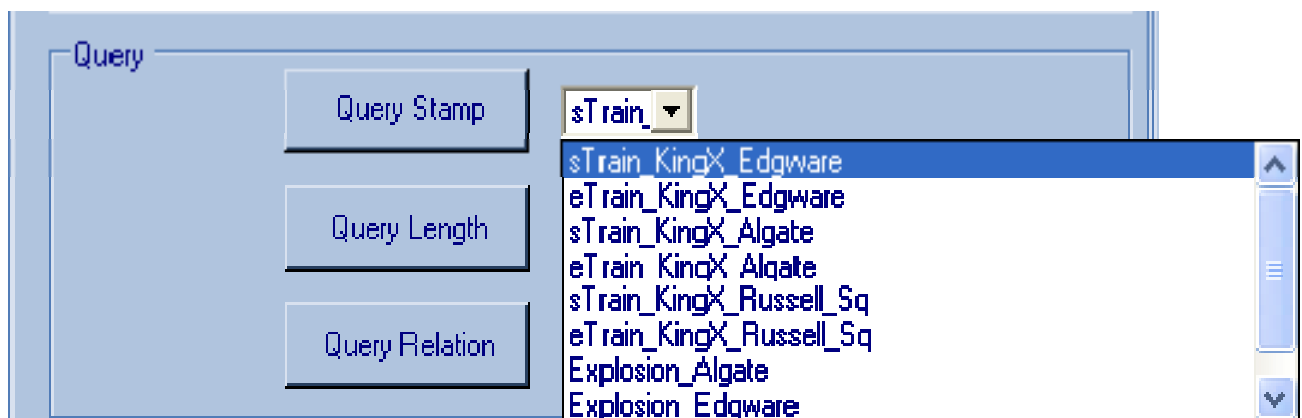 Query
Query Stamp
sTrain_
sTrain_KingX_Edgware
eTrain_KingX_Edgware
Query Length
sTrain_KingX_Algate
eTrain_KingX_Algate
sTrain_KingX_Russell_Sq
Query Relation
eTrain_KingX_Russell_Sq
Explosion_Algate
Explosion_Edgware